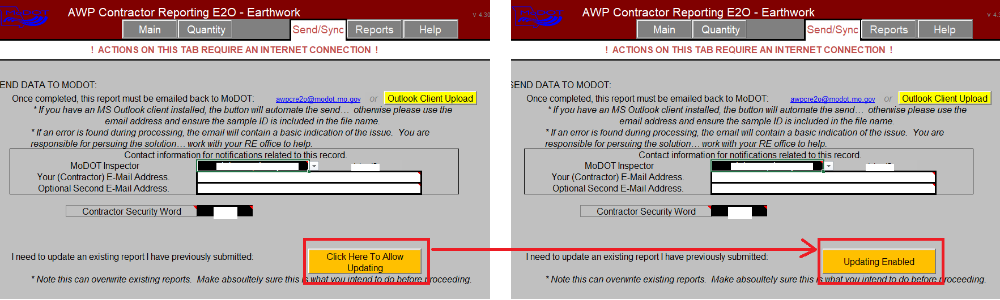 MoDOT
AWP Contractor Reporting E2O - Earthwork
v 4.30
Main
Quantity
Send/Sync
Reports
Help
! ACTIONS ON THIS TAB REQUIRE AN INTERNET CONNECTION !
END DATA TO MODOT:
Once completed, this report must be emailed back to MoDOT: awpcre2o@modot.mo.gov or Outlook Client Upload
* If you have an MS Outlook client installed, the button will automate the send... otherwise please use the
email address and ensure the sample ID is included in the file name.
* If an error is found during processing, the email will contain a basic indication of the issue. You are
responsible for persuing the solution... work with your RE office to help.
Contact information for notifications related to this record.
MoDOT Inspector
Your (Contractor) E-Mail Address.
Optional Second E-Mail Address.
Contractor Security Word
I need to update an existing report I have previously submitted:
Click Here To Allow
Updating
* Note this can overwrite existing reports. Make absoultely sure this is what you intend to do before proceeding.
MoDOT
AWP Contractor Reporting E2O - Earthwork
v 4.3
Main
Quantity
Send/Sync
Reports
Help
! ACTIONS ON THIS TAB REQUIRE AN INTERNET CONNECTION !
SEND DATA TO MODOT:
Once completed, this report must be emailed back to MoDOT: awpcre2o@modot.mo.gov or Outlook Client Upload
* If you have an MS Outlook client installed, the button will automate the send... otherwise please use the
email address and ensure the sample ID is included in the file name.
* If an error is found during processing, the email will contain a basic indication of the issue. You are
responsible for persuing the solution... work with your RE office to help.
Contact information for notifications related to this record.
MoDOT Inspector
Your (Contractor) E-Mail Address.
Optional Second E-Mail Address.
Contractor Security Word
I need to update an existing report I have previously submitted:
Updating Enabled
* Note this can overwrite existing reports. Make absoultely sure this is what you intend to do before proceeding.